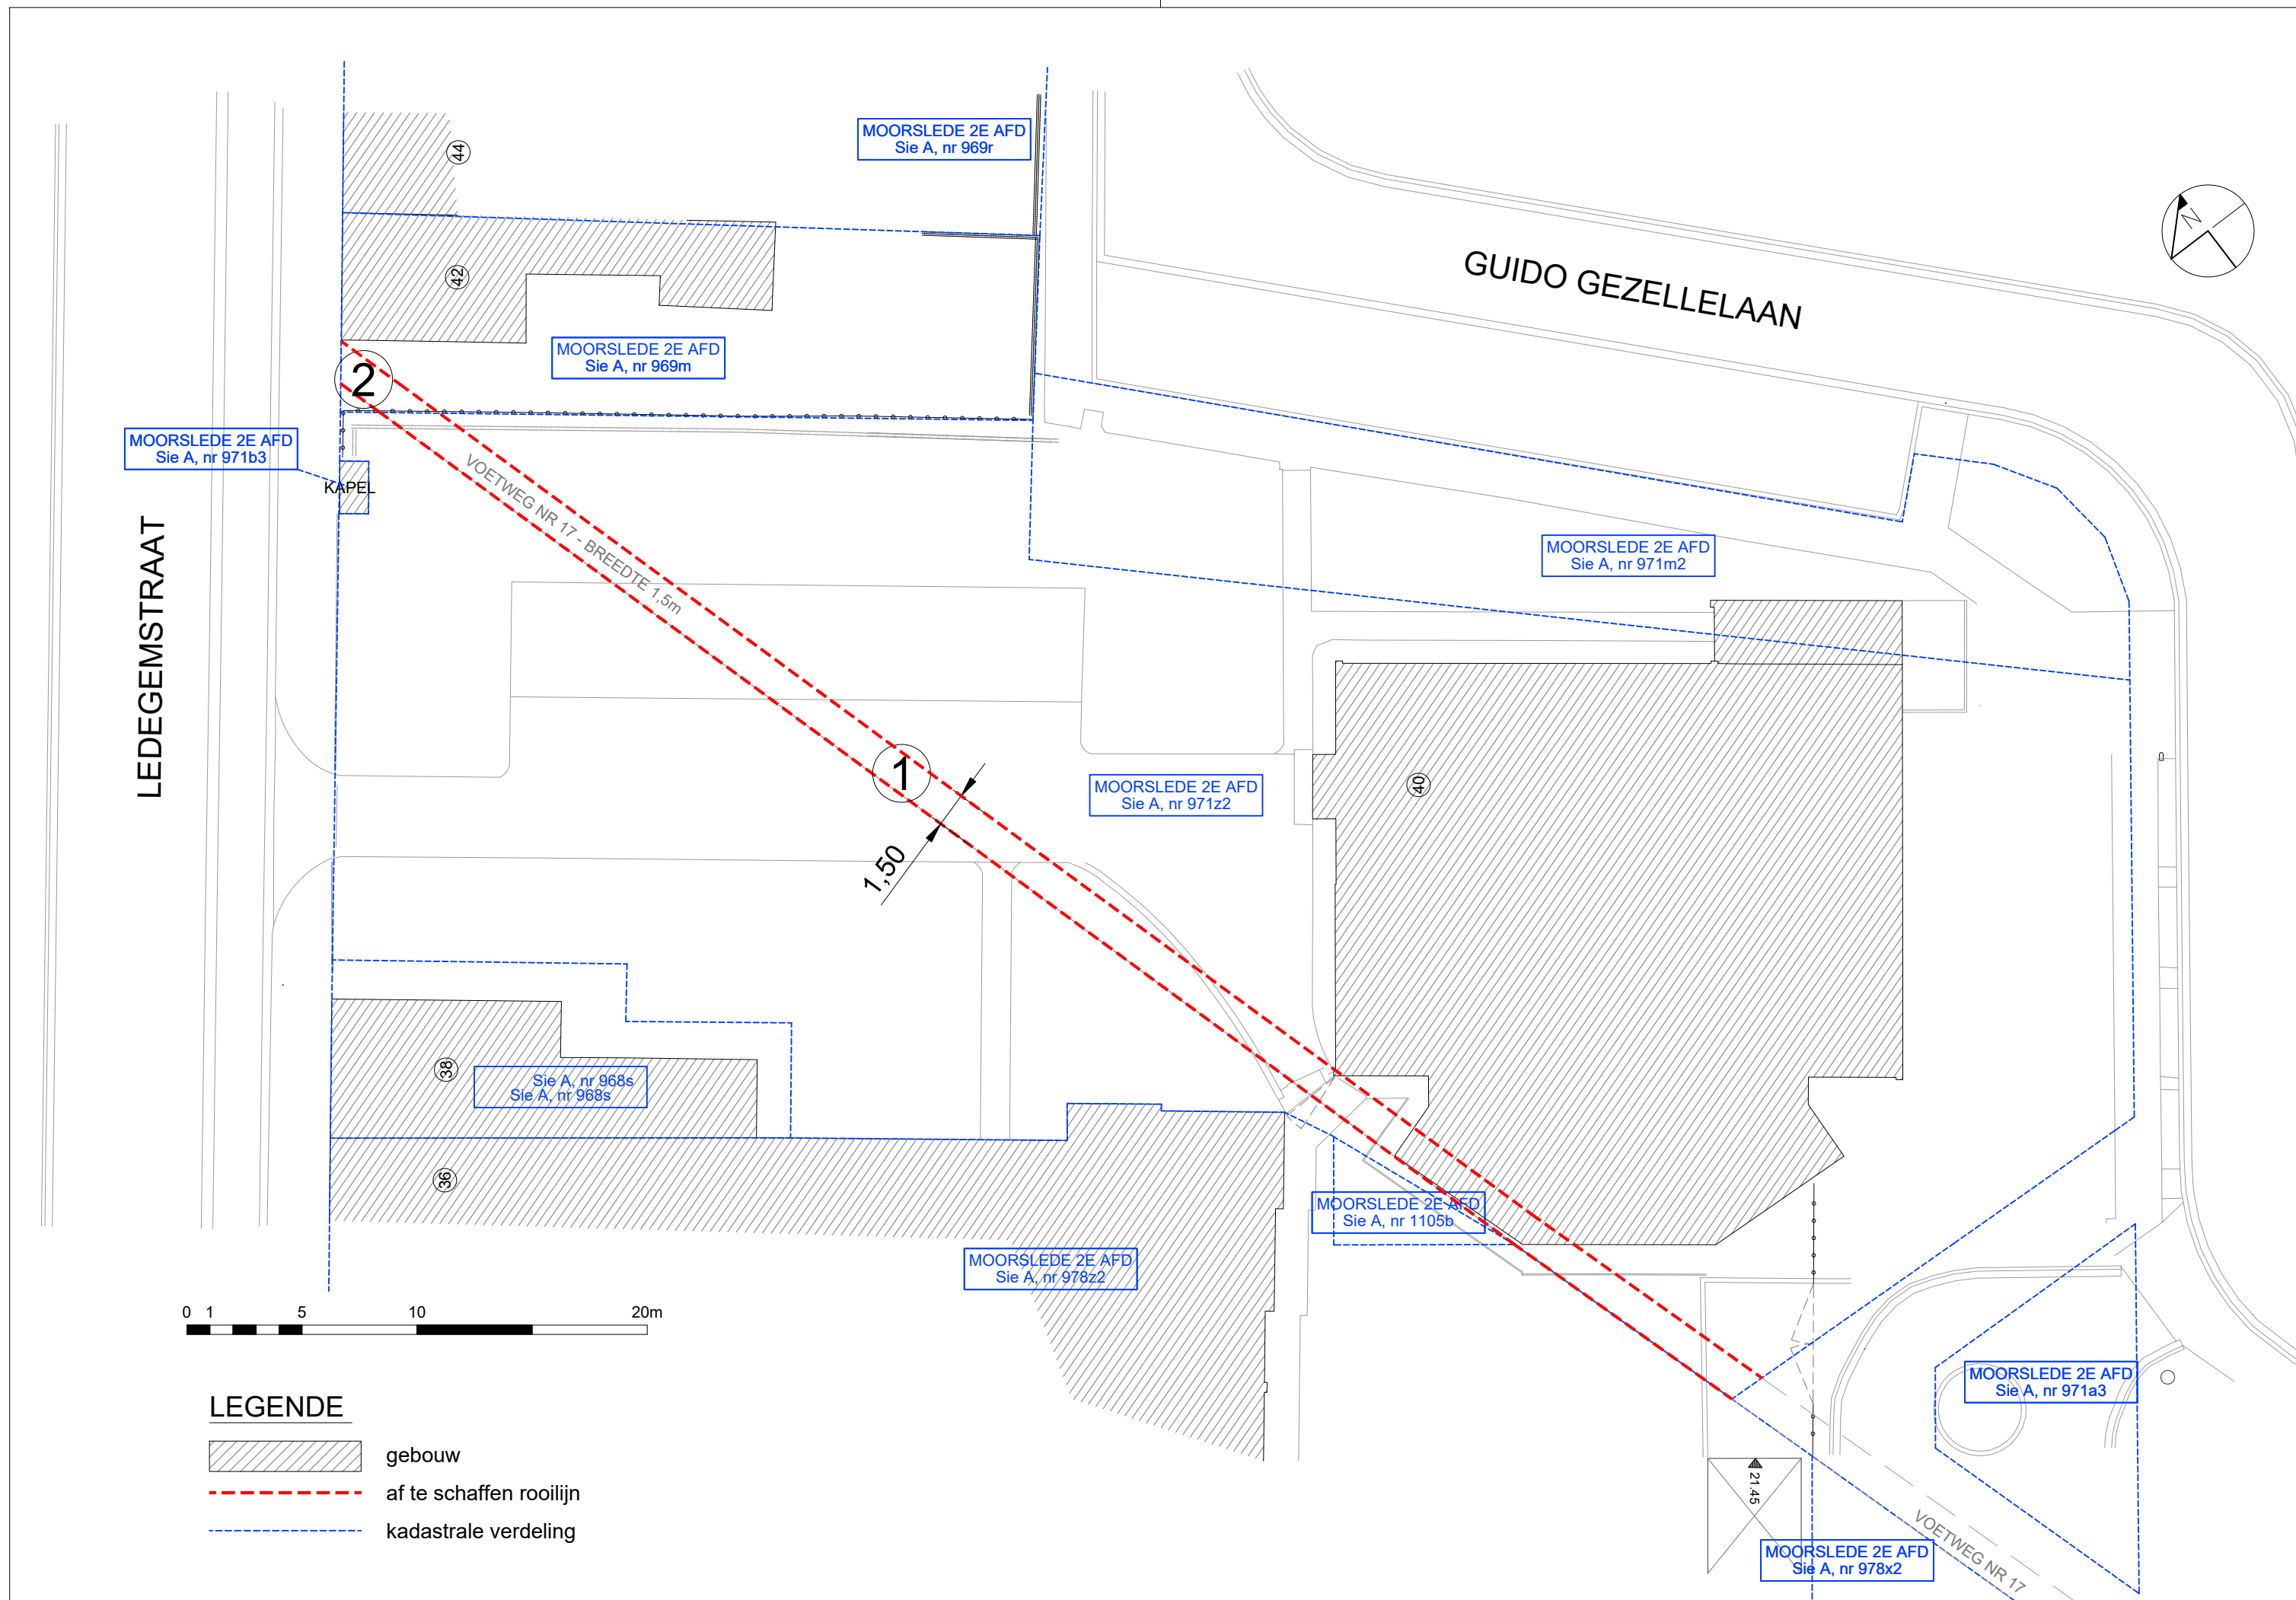 MOORSLEDE 2E AFD
Sie A, nr 969r
44
N
GUIDO GEZELLELAAN
42
MOORSLEDE 2E AFD
Sie A, nr 969m
2
MOORSLEDE 2E AFD
Sie A, nr 971b3
KAPEL
VOETWEG NR 17 - BREEDTE 1,5m
LEDEGEMSTRAAT
MOORSLEDE 2E AFD
Sie A, nr 971m2
1
MOORSLEDE 2E AFD
Sie A, nr 971z2
40
1,50
38
Sie A, nr 968s
Sie A, nr 968s
36
MOORSLEDE 2E AFD
Sie A, nr 1105b
MOORSLEDE 2E AFD
Sie A, nr 978z2
0 1 5 10 20m
MOORSLEDE 2E AFD
Sie A, nr 971a3
LEGENDE
gebouw
af te schaffen rooilijn
kadastrale verdeling
21.45
VOETWEG NR 17
MOORSLEDE 2E AFD
Sie A, nr 978x2